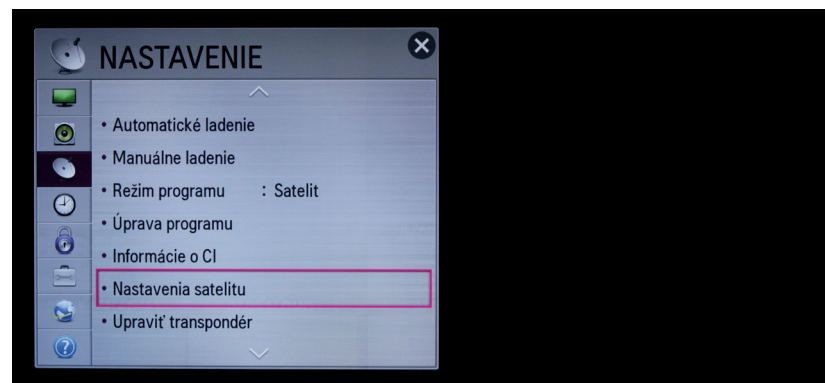 NASTAVENIE
• Automatické ladenie
• Manuálne ladenie
• Režim programu : Satelit
• Úprava programu
• Informácie o CI
• Nastavenia satelitu
• Upraviť transpondér